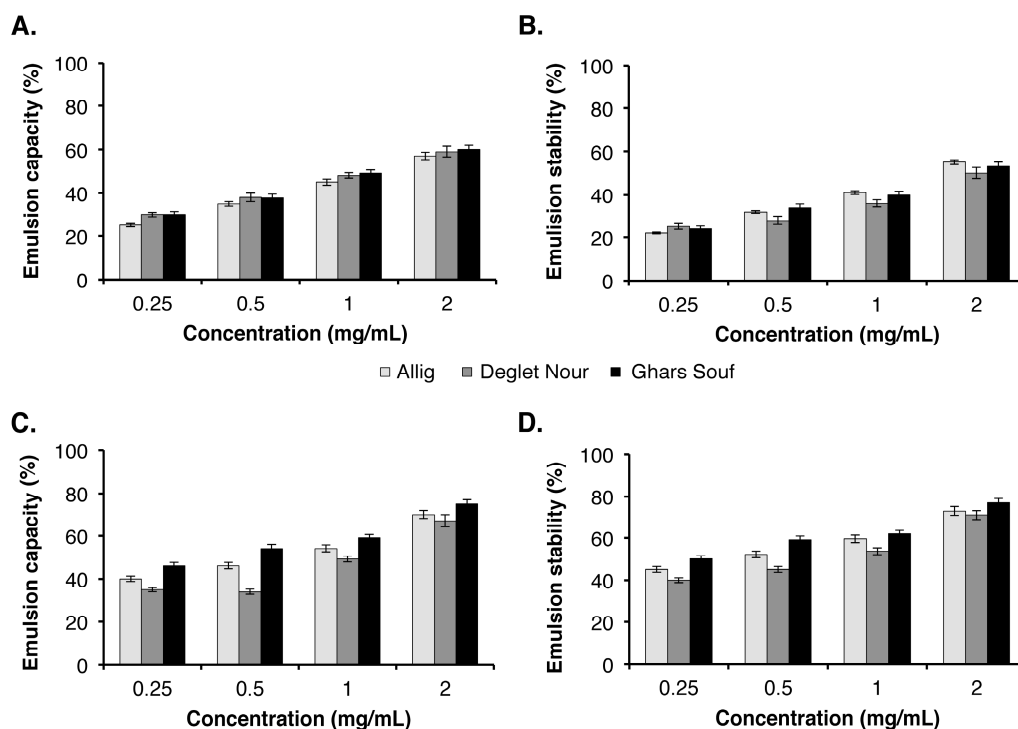 A.
Emulsion capacity (%)
100
80
60
40
20
0
0.25 0.5 1 2
Concentration (mg/mL)
B.
Emulision stability (%)
100
80
60
40
20
0
0.25 0.5 1 2
Concentration (mg/mL)
Allig Deglet Nour Ghars Souf
C.
Emulsion capacity (%)
100
80
60
40
20
0
0.25 0.5 1 2
Concentration (mg/mL)
D.
Emulsion stability (%)
100
80
60
40
20
0
0.25 0.5 1 2
Concentration (mg/mL)